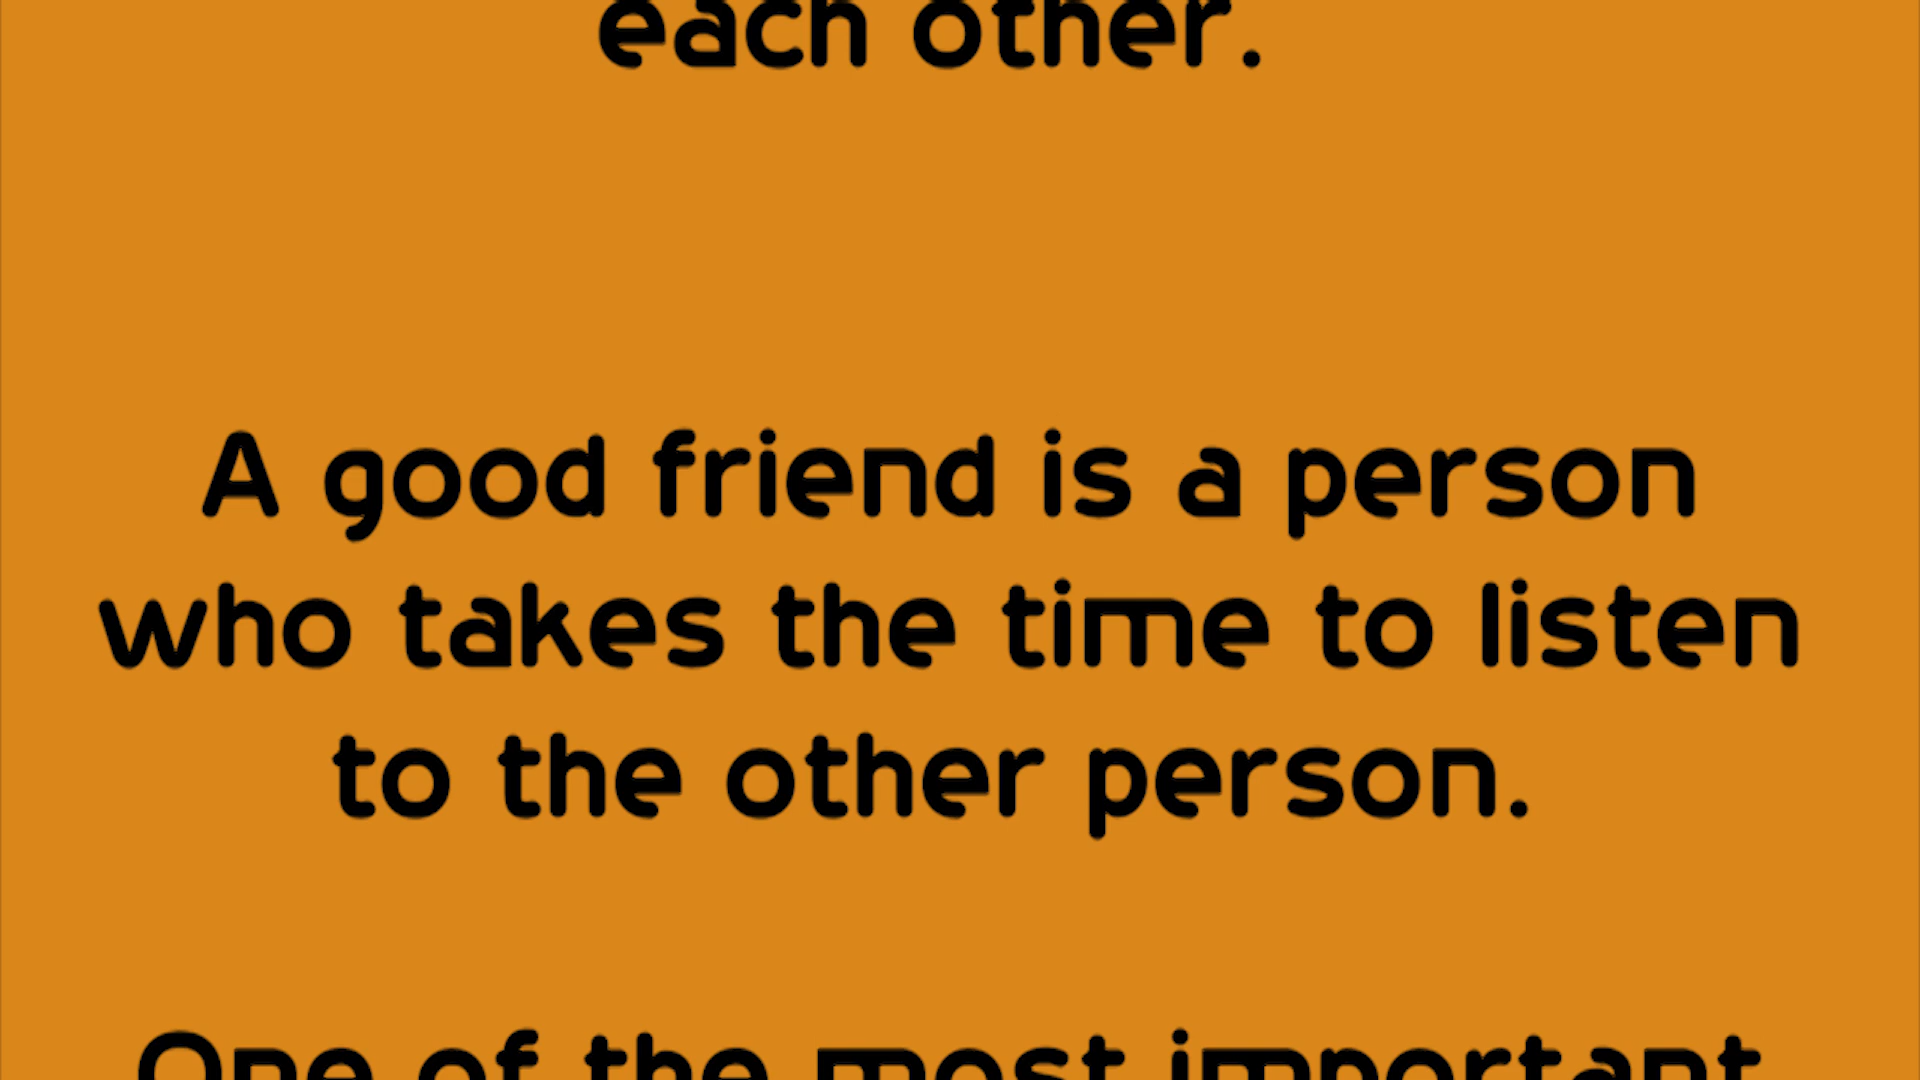 each other.
A good friend is a person
who takes the time to listen
to the other person.
One of the most important